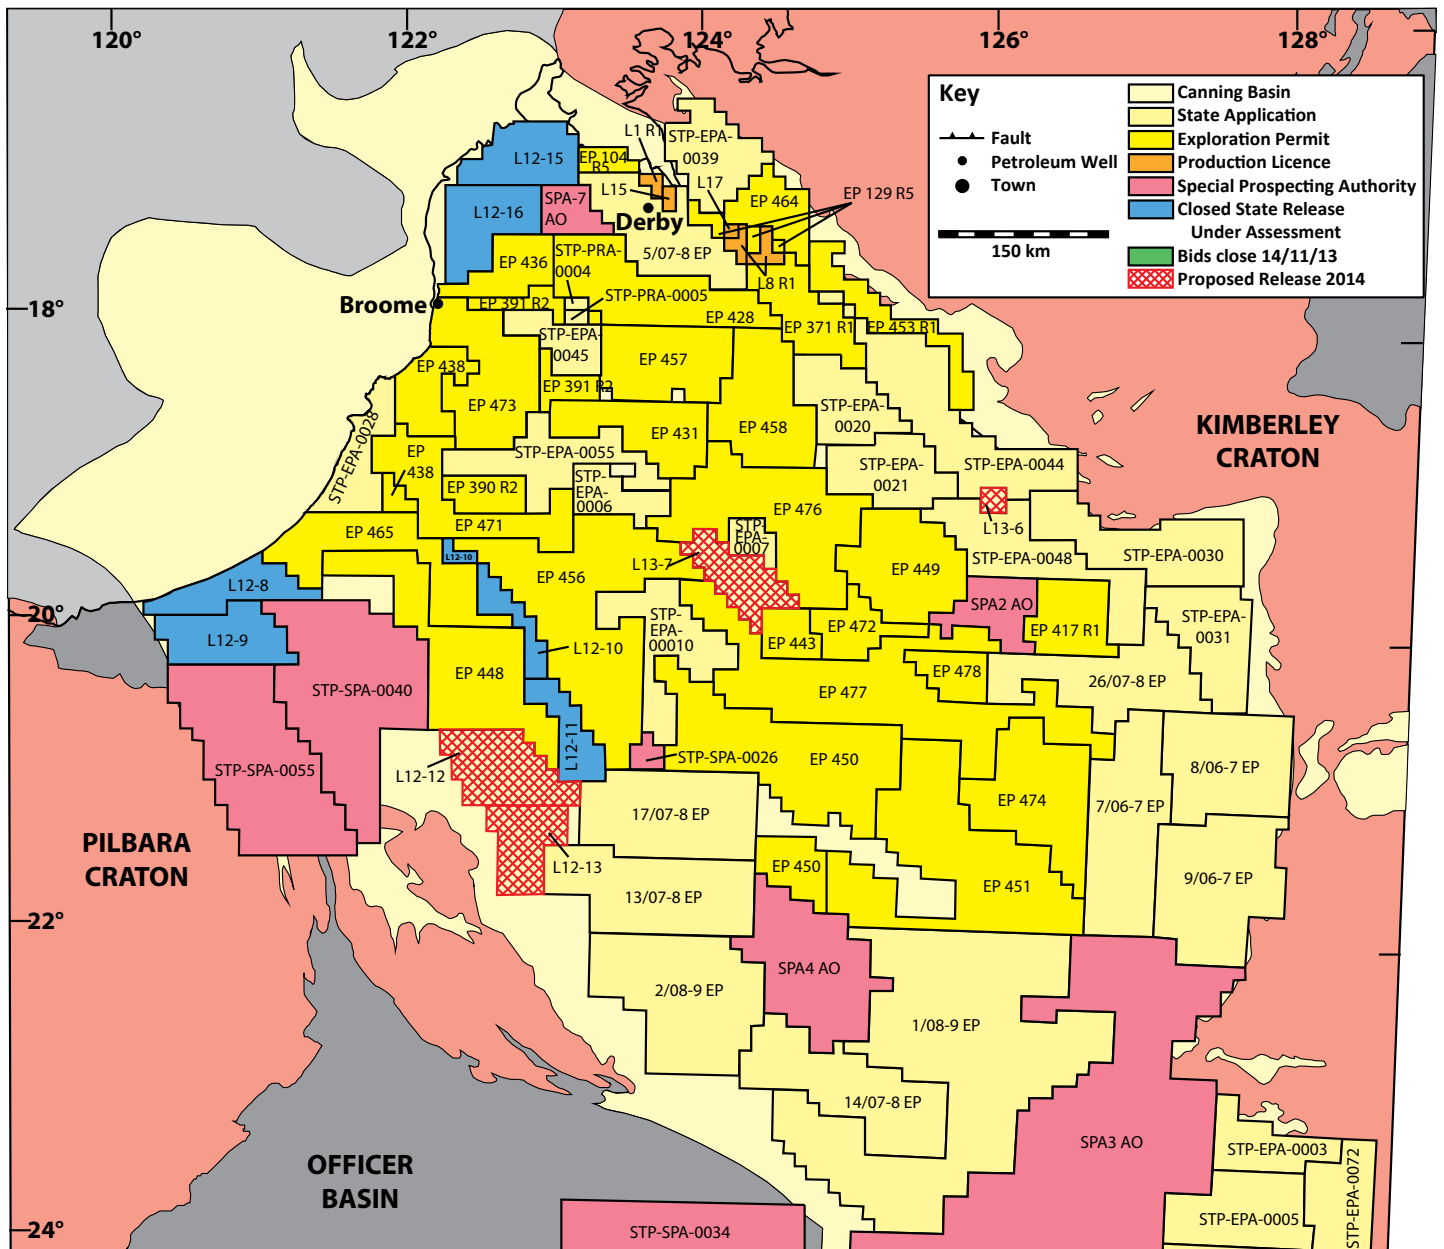 120°
122°
124°
126°
128°
Key
Fault
Petroleum Well
Town
150 km
Canning Basin
State Application
Exploration Permit
Production Licence
Special Prospecting Authority
Closed State Release
Under Assessment
Bids close 14/11/13
Proposed Release 2014
18°
20°
22°
24°
L12-15
EP 104
R5
L1 R1
STP-EPA-
0039
L15
L17
Derby
EP 464
EP 129 R5
L12-16
SPA-7
AO
5/07-8 EP
L8 R1
EP 436
STP-PRA-
0004
STP-PRA-0005
Broome
EP 391 R2
EP 428
EP 371 R1
EP 453 R1
STP-EPA-
0045
EP 457
EP 438
EP 391 R2
EP 473
STP-EPA-0028
EP 431
EP 458
STP-EPA-
0020
KIMBERLEY
CRATON
EP
438
STP-EPA-0055
STP-EPA-
0021
STP-EPA-0044
EP 390 R2
STP-
EPA-
0006
EP 476
L13-6
EP 465
EP 471
STP-
EPA-
0007
STP-EPA-0048
STP-EPA-0030
L12-10
L13-7
EP 456
EP 449
L12-8
SPA2 AO
STP-
EPA-
00010
EP 472
EP 417 R1
STP-EPA-
0031
L12-9
L12-10
EP 443
EP 448
EP 478
26/07-8 EP
STP-SPA-0040
EP 477
L12-11
STP-SPA-0026
EP 450
8/06-7 EP
STP-SPA-0055
L12-12
EP 474
7/06-7 EP
17/07-8 EP
PILBARA
CRATON
L12-13
EP 450
EP 451
9/06-7 EP
13/07-8 EP
SPA4 AO
2/08-9 EP
1/08-9 EP
14/07-8 EP
SPA3 AO
STP-EPA-0003
STP-EPA-0072
OFFICER
BASIN
STP-EPA-0005
STP-SPA-0034